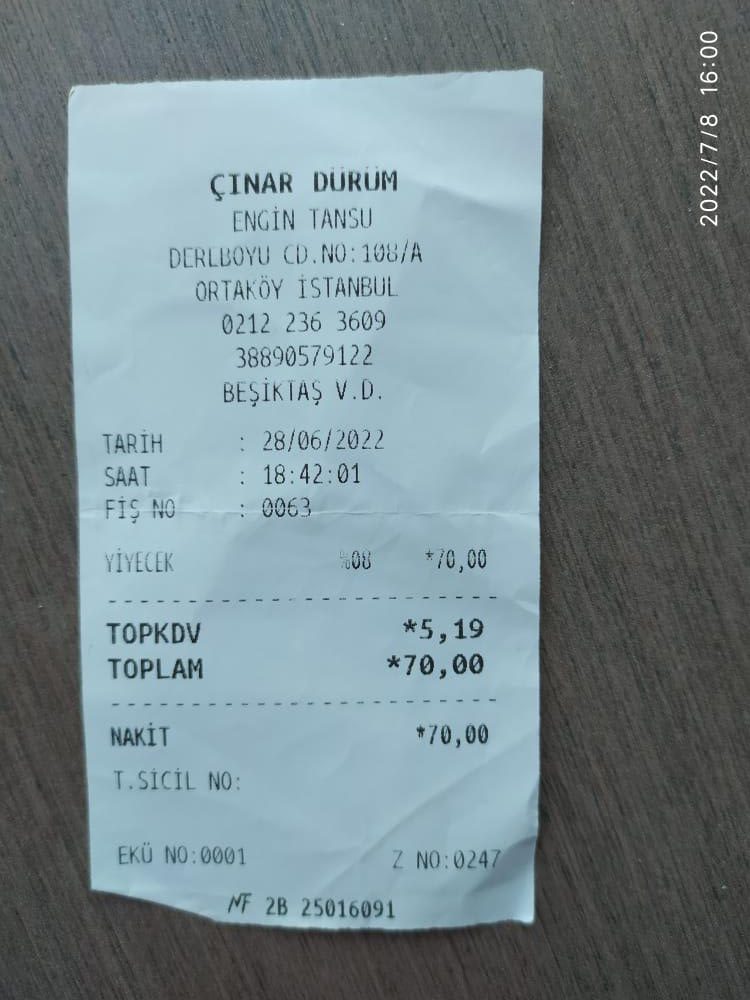 ÇINAR DÜRÜM
ENGİN TANSU
DEREBOYU CD.NO:108/A
ORTAKÖY İSTANBUL
0212 236 3609
38890579122
BEŞİKTAŞ V.D.
TARİH : 28/06/2022
SAAT : 18:42:01
FİŞ NO : 0063
YİYECEK %08 *70,00
TOPKDV *5,19
TOPLAM *70,00
NAKİT *70,00
T.SİCİL NO:
EKÜ NO:0001 Z NO:0247
MF 2B 25016091
2022/7/8 16:00